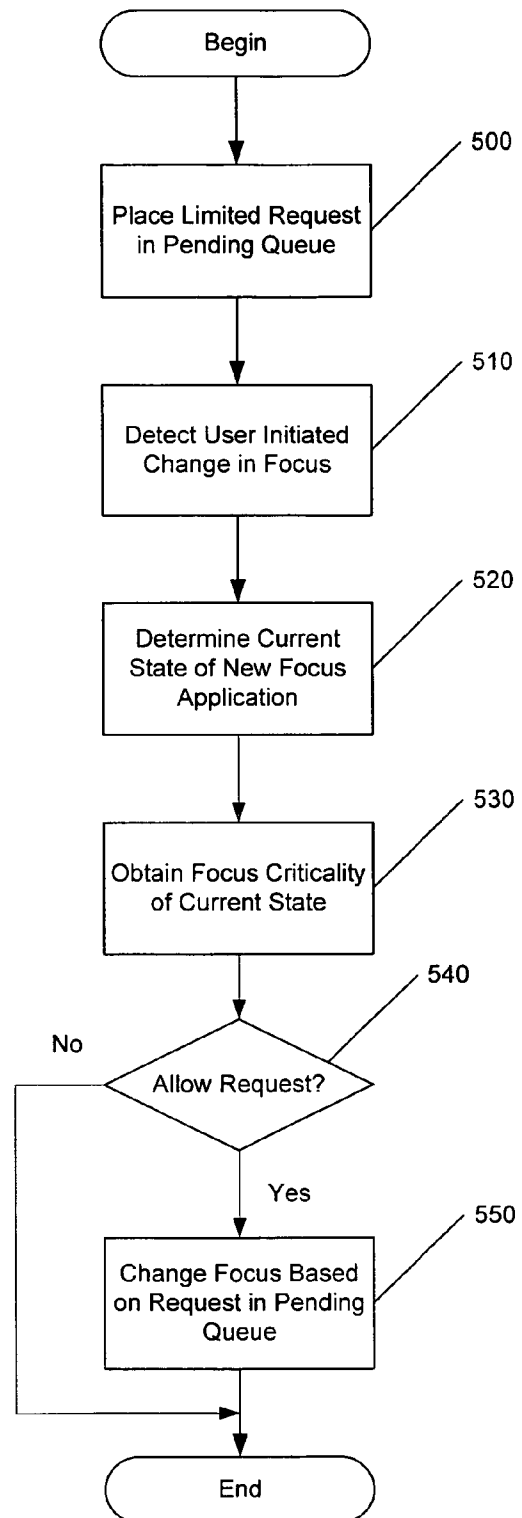 Begin
500
Place Limited Request
in Pending Queue
510
Detect User Initiated
Change in Focus
520
Determine Current
State of New Focus
Application
530
Obtain Focus Criticality
of Current State
540
No
Allow Request?
Yes
550
Change Focus Based
on Request in Pending
Queue
End